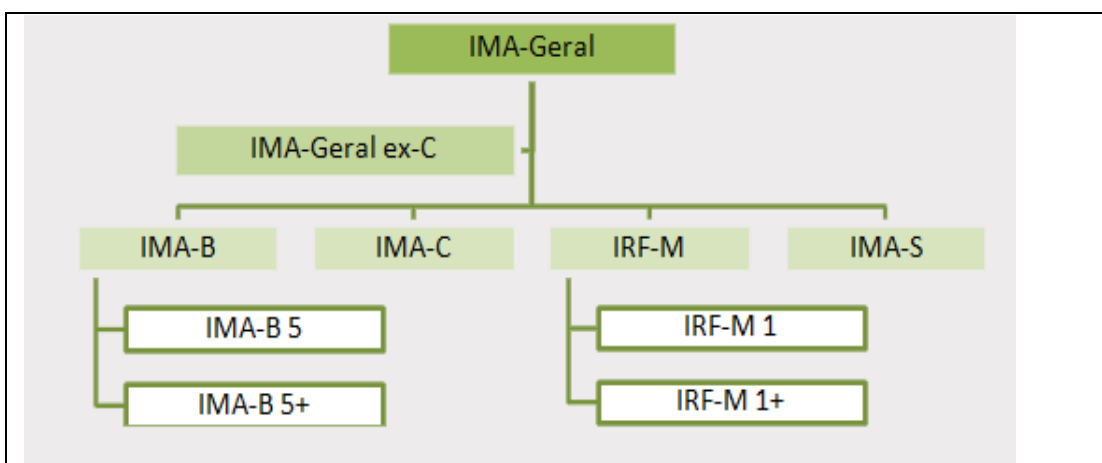 IMA-Geral
IMA-Geral ex-C
IMA-B
IMA-C
IRF-M
IMA-S
IMA-B 5
IRF-M 1
IMA-B 5+
IRF-M 1+